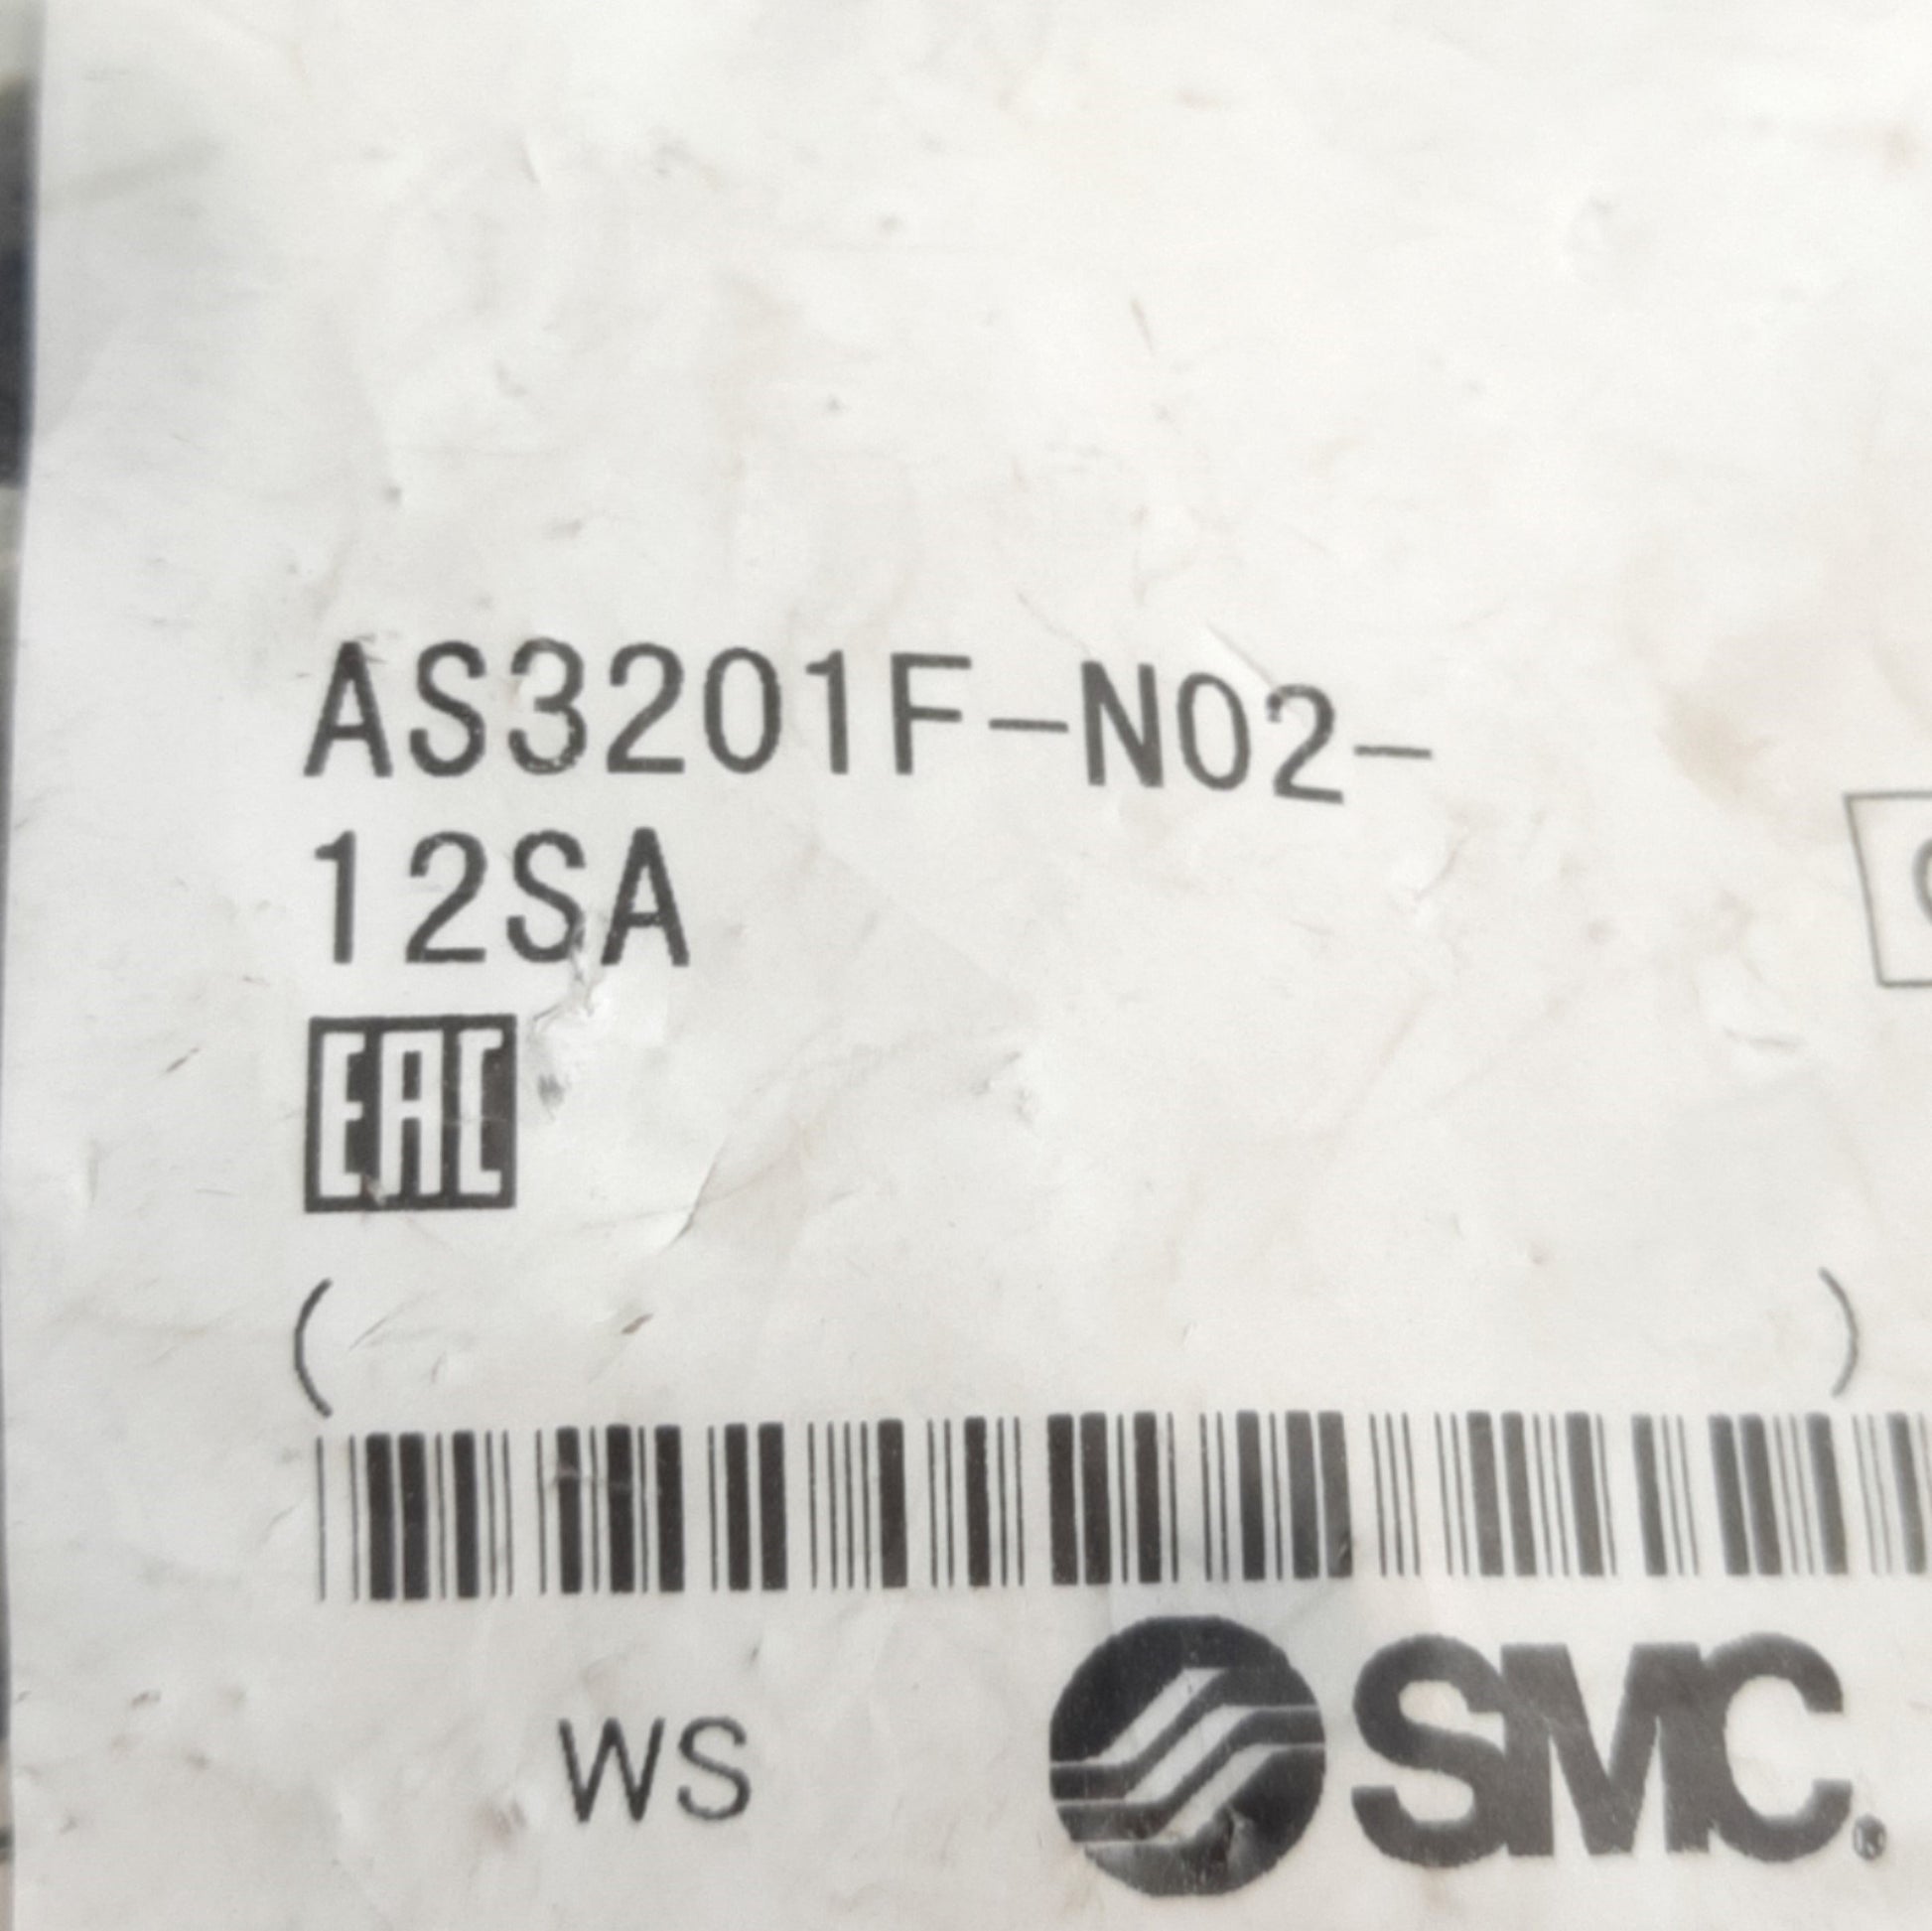 AS3201F-N02-
12SA
EAC
( )
WS
SMC®